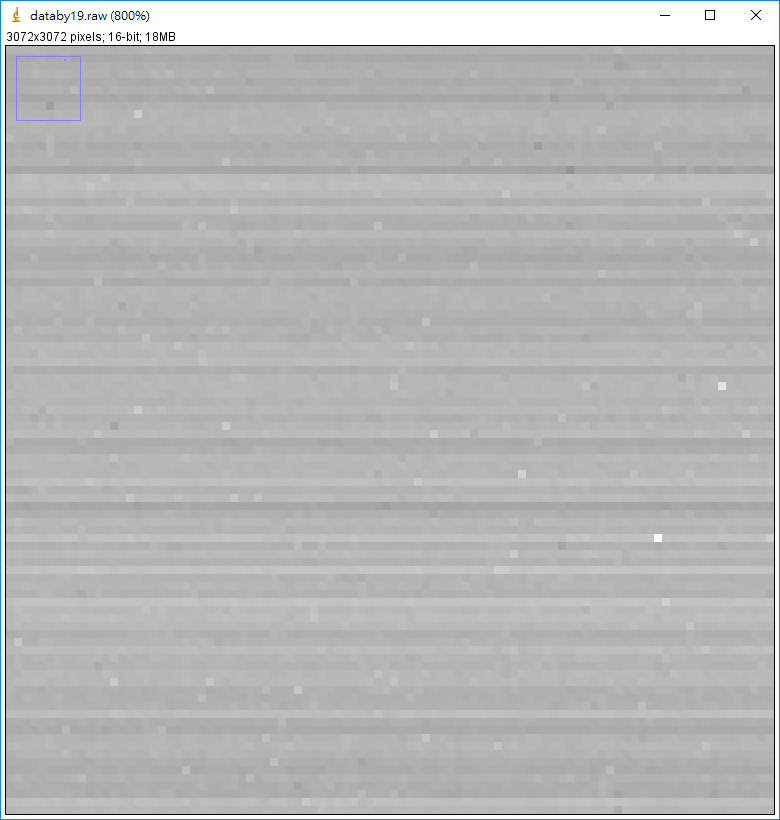 databy19.raw (800%)
3072x3072 pixels; 16-bit; 18MB